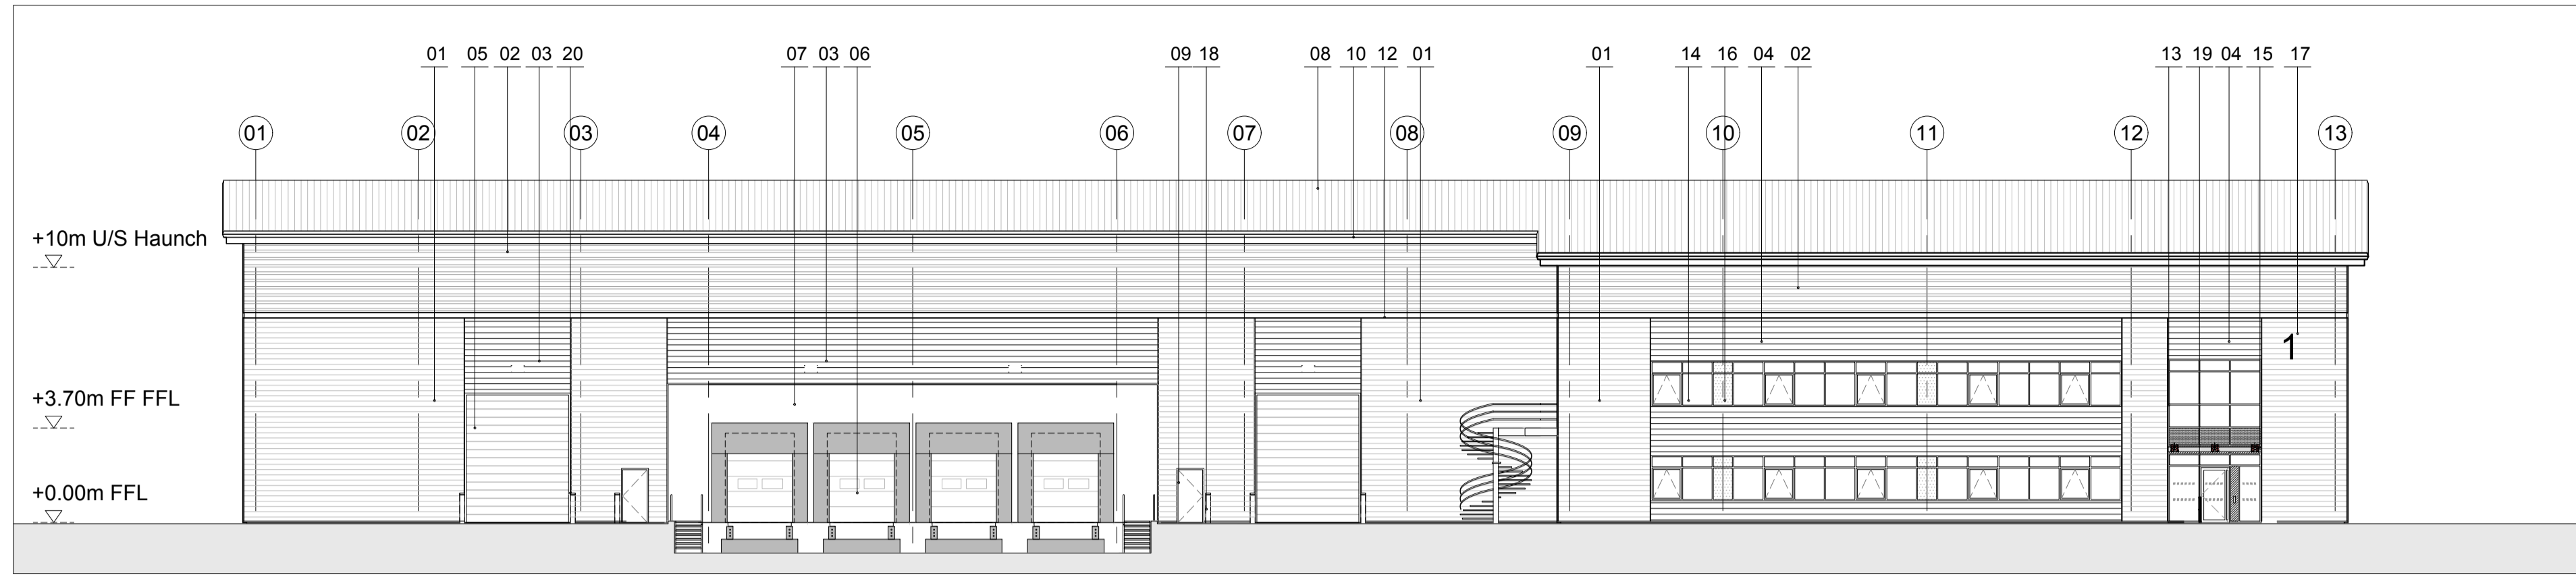 01 05 02 03 20 07 03 06 09 18 08 10 12 01 01 14 16 04 02 13 19 04 15 17
01 02 03 04 05 06 07 08 09 10 11 12 13
+10m U/S Haunch
1
+3.70m FF FFL
+0.00m FFL